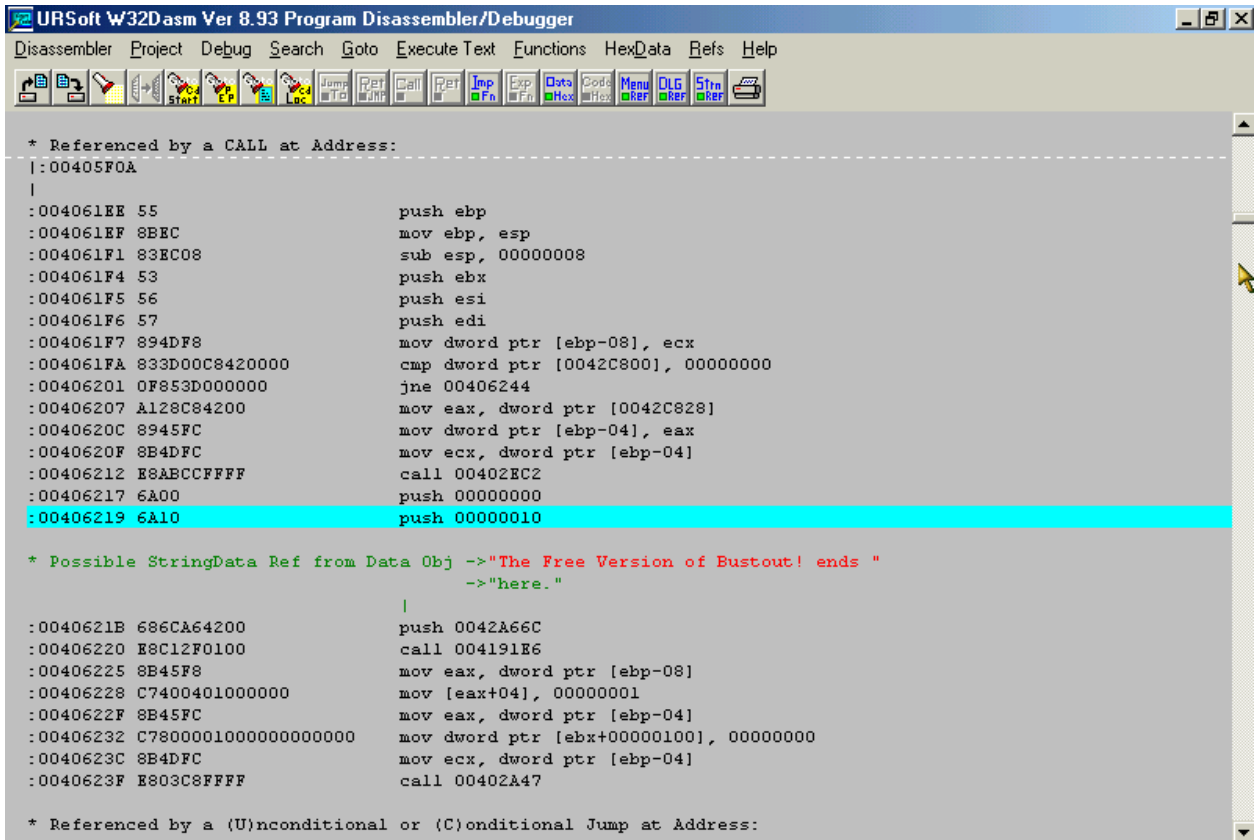 URSoft W32Dasm Ver 8.93 Program Disassembler/Debugger
Disassembler Project Debug Search Goto Execute Text Functions HexData Refs Help
* Referenced by a CALL at Address:
|:00405F0A
|
:004061EE 55 push ebp
:004061EF 8BEC mov ebp, esp
:004061F1 83EC08 sub esp, 00000008
:004061F4 53 push ebx
:004061F5 56 push esi
:004061F6 57 push edi
:004061F7 894DF8 mov dword ptr [ebp-08], ecx
:004061FA 833D00C8420000 cmp dword ptr [0042C800], 00000000
:00406201 0F853D000000 jne 00406244
:00406207 A128C84200 mov eax, dword ptr [0042C828]
:0040620C 8945FC mov dword ptr [ebp-04], eax
:0040620F 8B4DFC mov ecx, dword ptr [ebp-04]
:00406212 E8ABCCFFFF call 00402EC2
:00406217 6A00 push 00000000
:00406219 6A10 push 00000010
* Possible StringData Ref from Data Obj ->"The Free Version of Bustout! ends "
->"here."
|
:0040621B 686CA64200 push 0042A66C
:00406220 E8C12F0100 call 004191E6
:00406225 8B45F8 mov eax, dword ptr [ebp-08]
:00406228 C7400401000000 mov [eax+04], 00000001
:0040622F 8B45FC mov eax, dword ptr [ebp-04]
:00406232 C7800001000000000000 mov dword ptr [ebx+00000100], 00000000
:0040623C 8B4DFC mov ecx, dword ptr [ebp-04]
:0040623F E803C8FFFF call 00402A47
* Referenced by a (U)nconditional or (C)onditional Jump at Address: